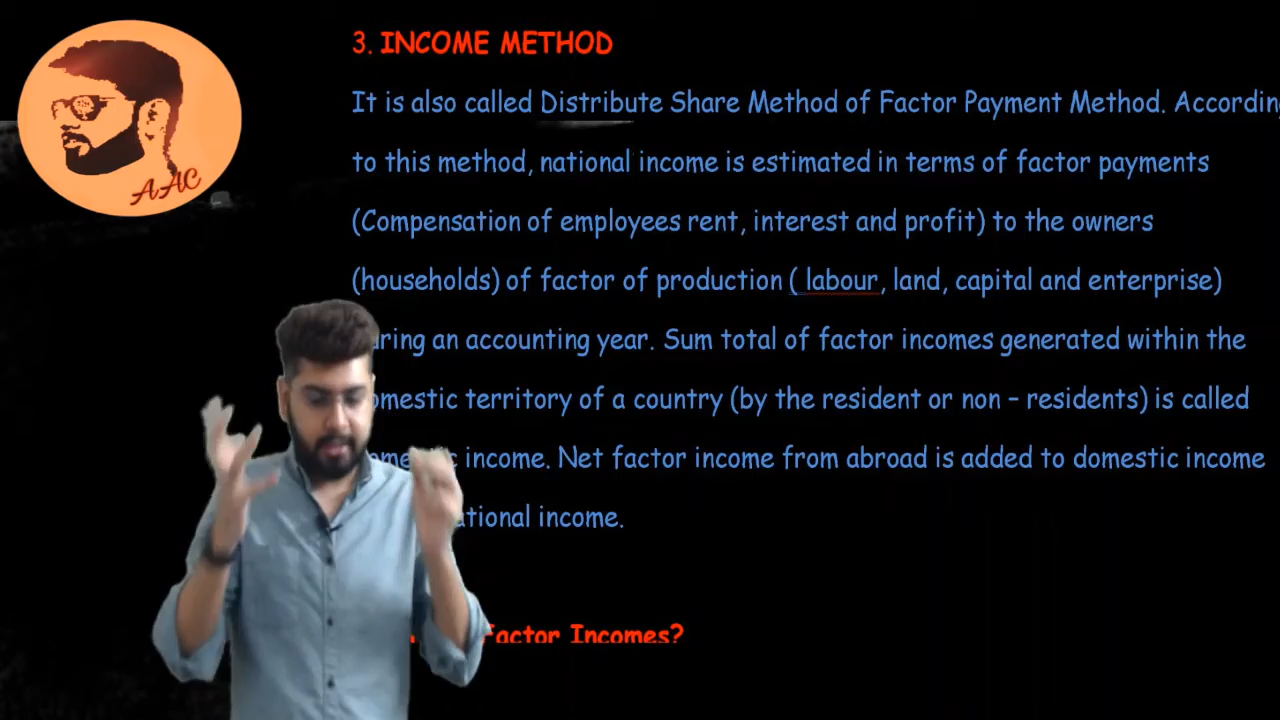 AAC
3. INCOME METHOD
It is also called Distribute Share Method of Factor Payment Method. Accordin
to this method, national income is estimated in terms of factor payments
(Compensation of employees rent, interest and profit) to the owners
(households) of factor of production ( labour, land, capital and enterprise)
uring an accounting year. Sum total of factor incomes generated within the
omestic territory of a country (by the resident or non – residents) is called
income. Net factor income from abroad is added to domestic income
ational income.
Factor Incomes?